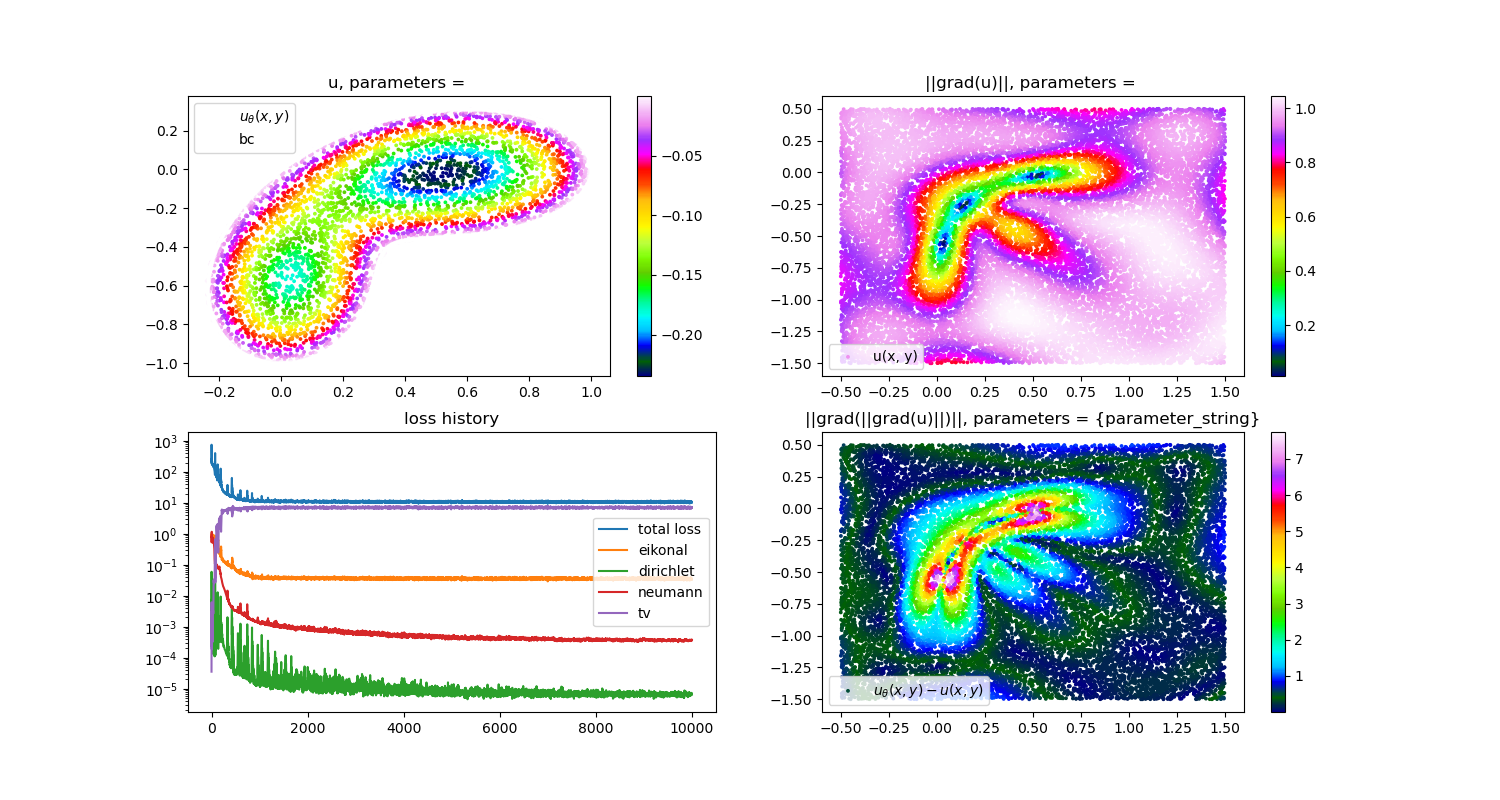 u, parameters =
u_θ(x, y)
bc
0.2
0.0
−0.2
−0.4
−0.6
−0.8
−1.0
−0.2 0.0 0.2 0.4 0.6 0.8 1.0
−0.05
−0.10
−0.15
−0.20
||grad(u)||, parameters =
0.50
0.25
0.00
−0.25
−0.50
−0.75
−1.00
−1.25
−1.50
u(x, y)
−0.50 −0.25 0.00 0.25 0.50 0.75 1.00 1.25 1.50
1.0
0.8
0.6
0.4
0.2
loss history
10³
10²
10¹
10⁰
10⁻¹
10⁻²
10⁻³
10⁻⁴
10⁻⁵
total loss
eikonal
dirichlet
neumann
tv
0 2000 4000 6000 8000 10000
||grad(||grad(u)||)||, parameters = {parameter_string}
0.50
0.25
0.00
−0.25
−0.50
−0.75
−1.00
−1.25
−1.50
u_θ(x, y) − u(x, y)
−0.50 −0.25 0.00 0.25 0.50 0.75 1.00 1.25 1.50
7
6
5
4
3
2
1